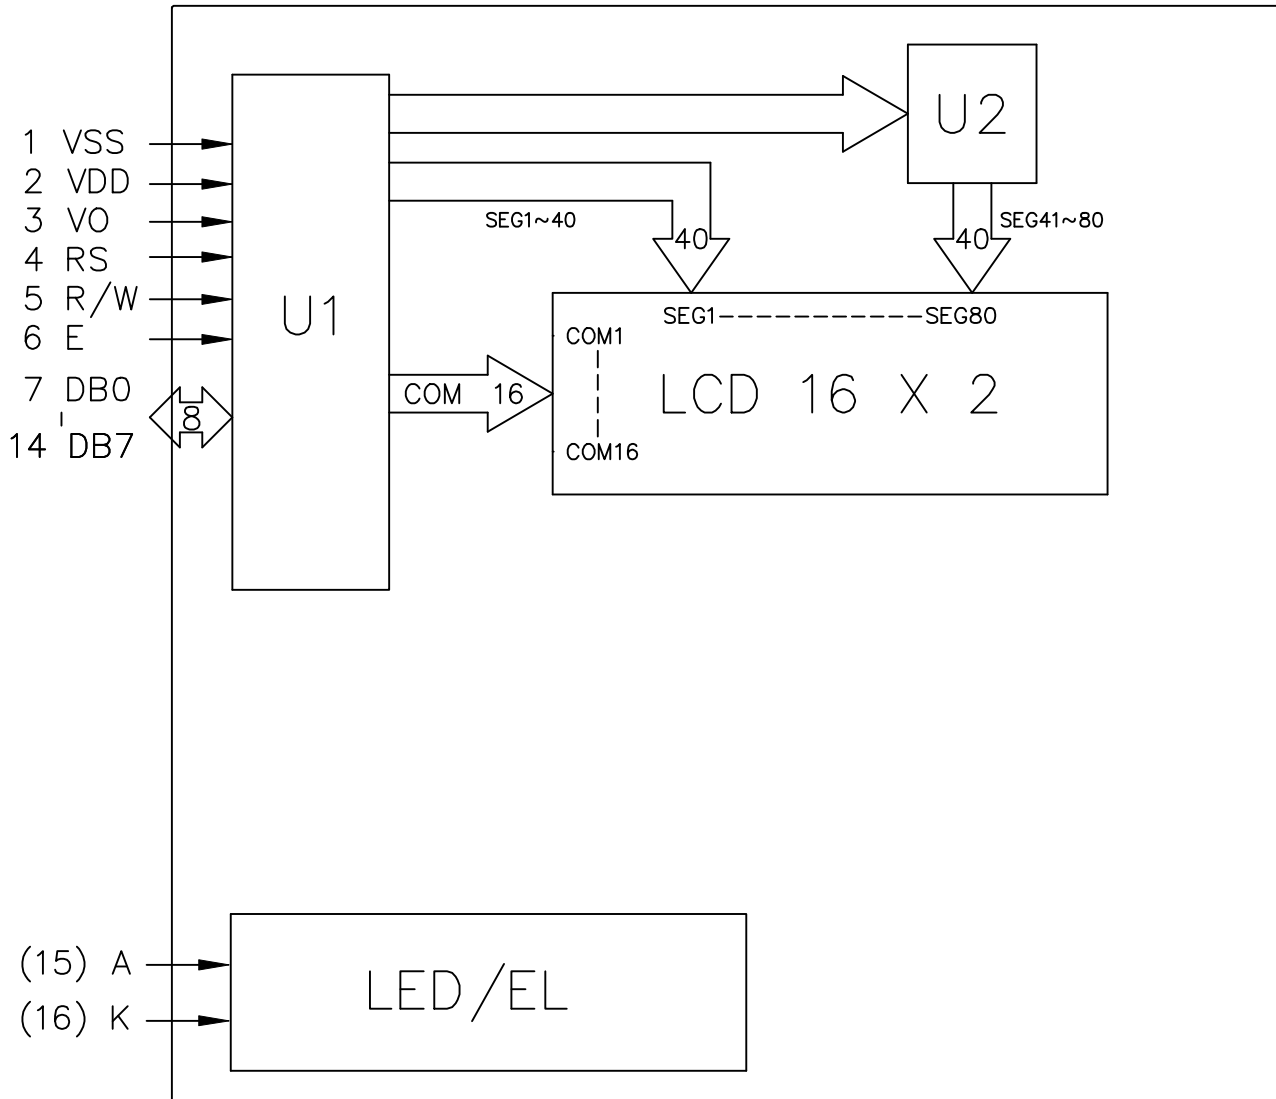 U2
1 VSS
2 VDD
3 VO
4 RS
5 R/W
6 E
7 DB0
14 DB7
8
U1
SEG1~40
40
40
SEG41~80
SEG1
SEG80
COM1
COM16
COM 16
LCD 16 X 2
(15) A
(16) K
LED/EL